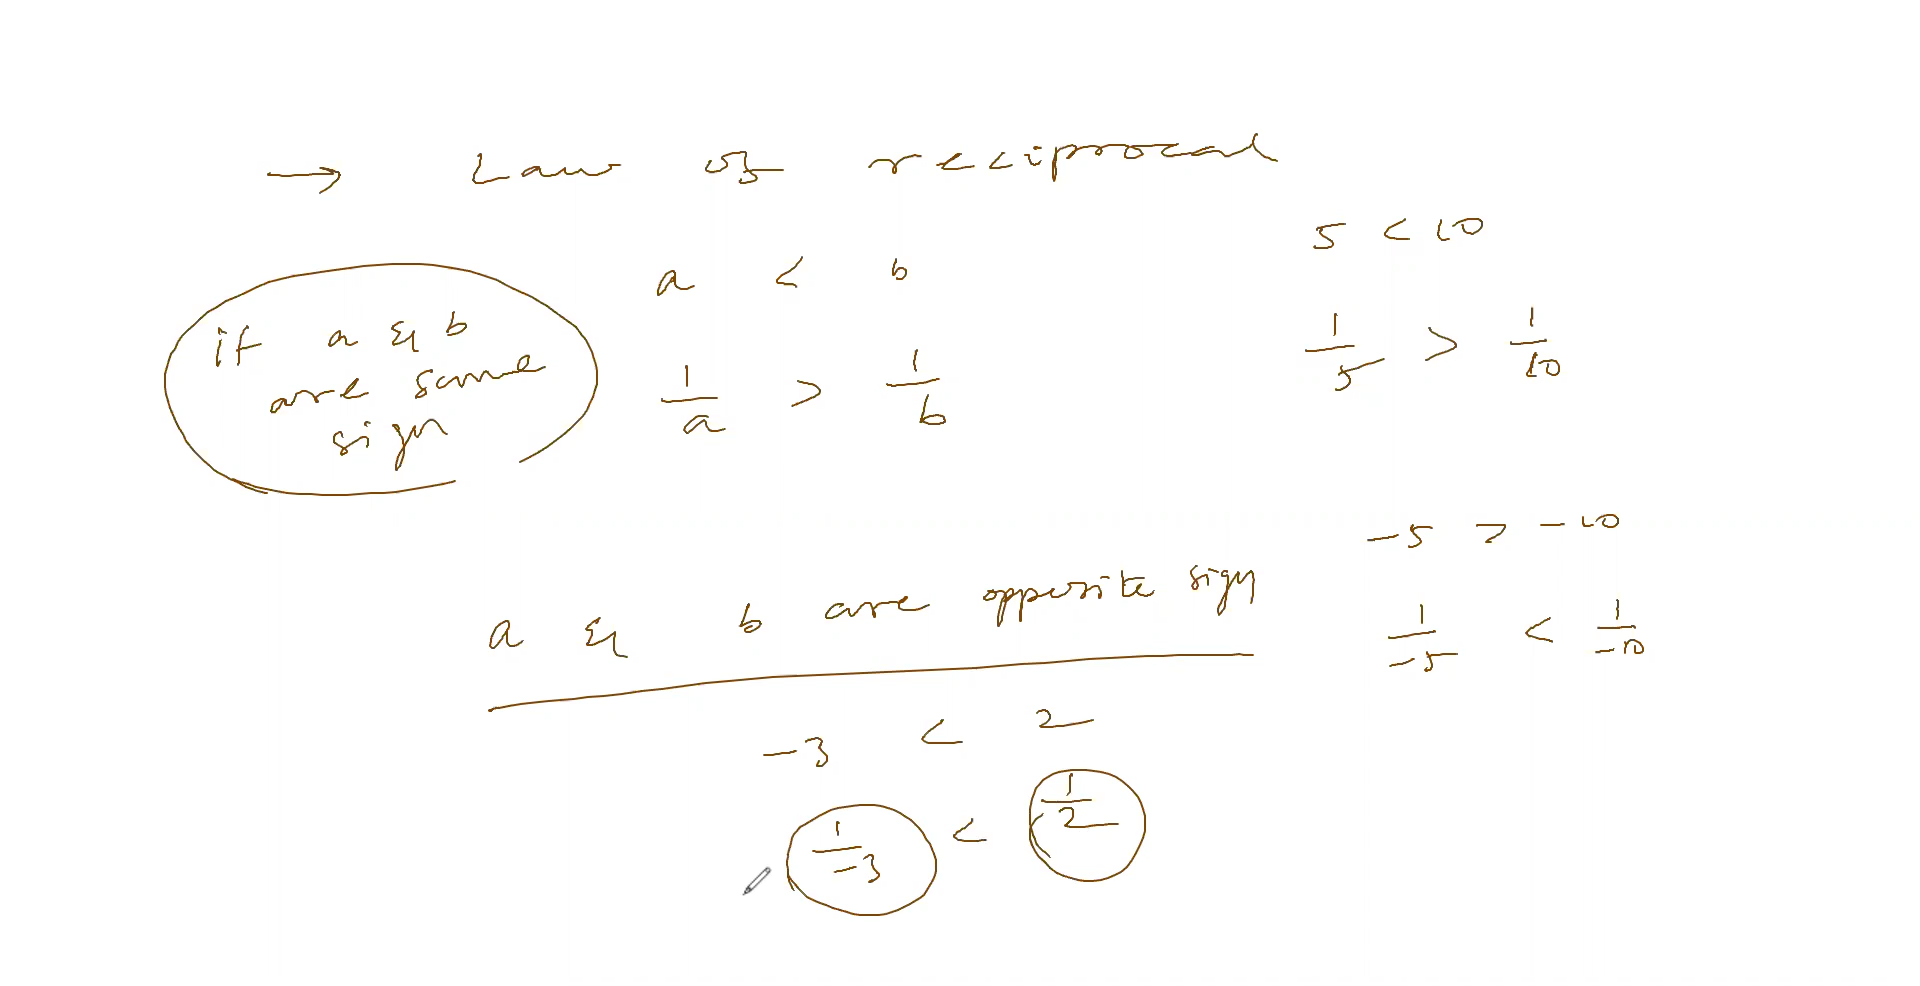 → Law of reciprocal
5 < 10
a < b
if a & b
are same
sign
1/a > 1/b
1/5 > 1/10
-5 > -10
a & b are opposite sign
1/-5 < 1/-10
-3 < 2
1/-3 < 1/2